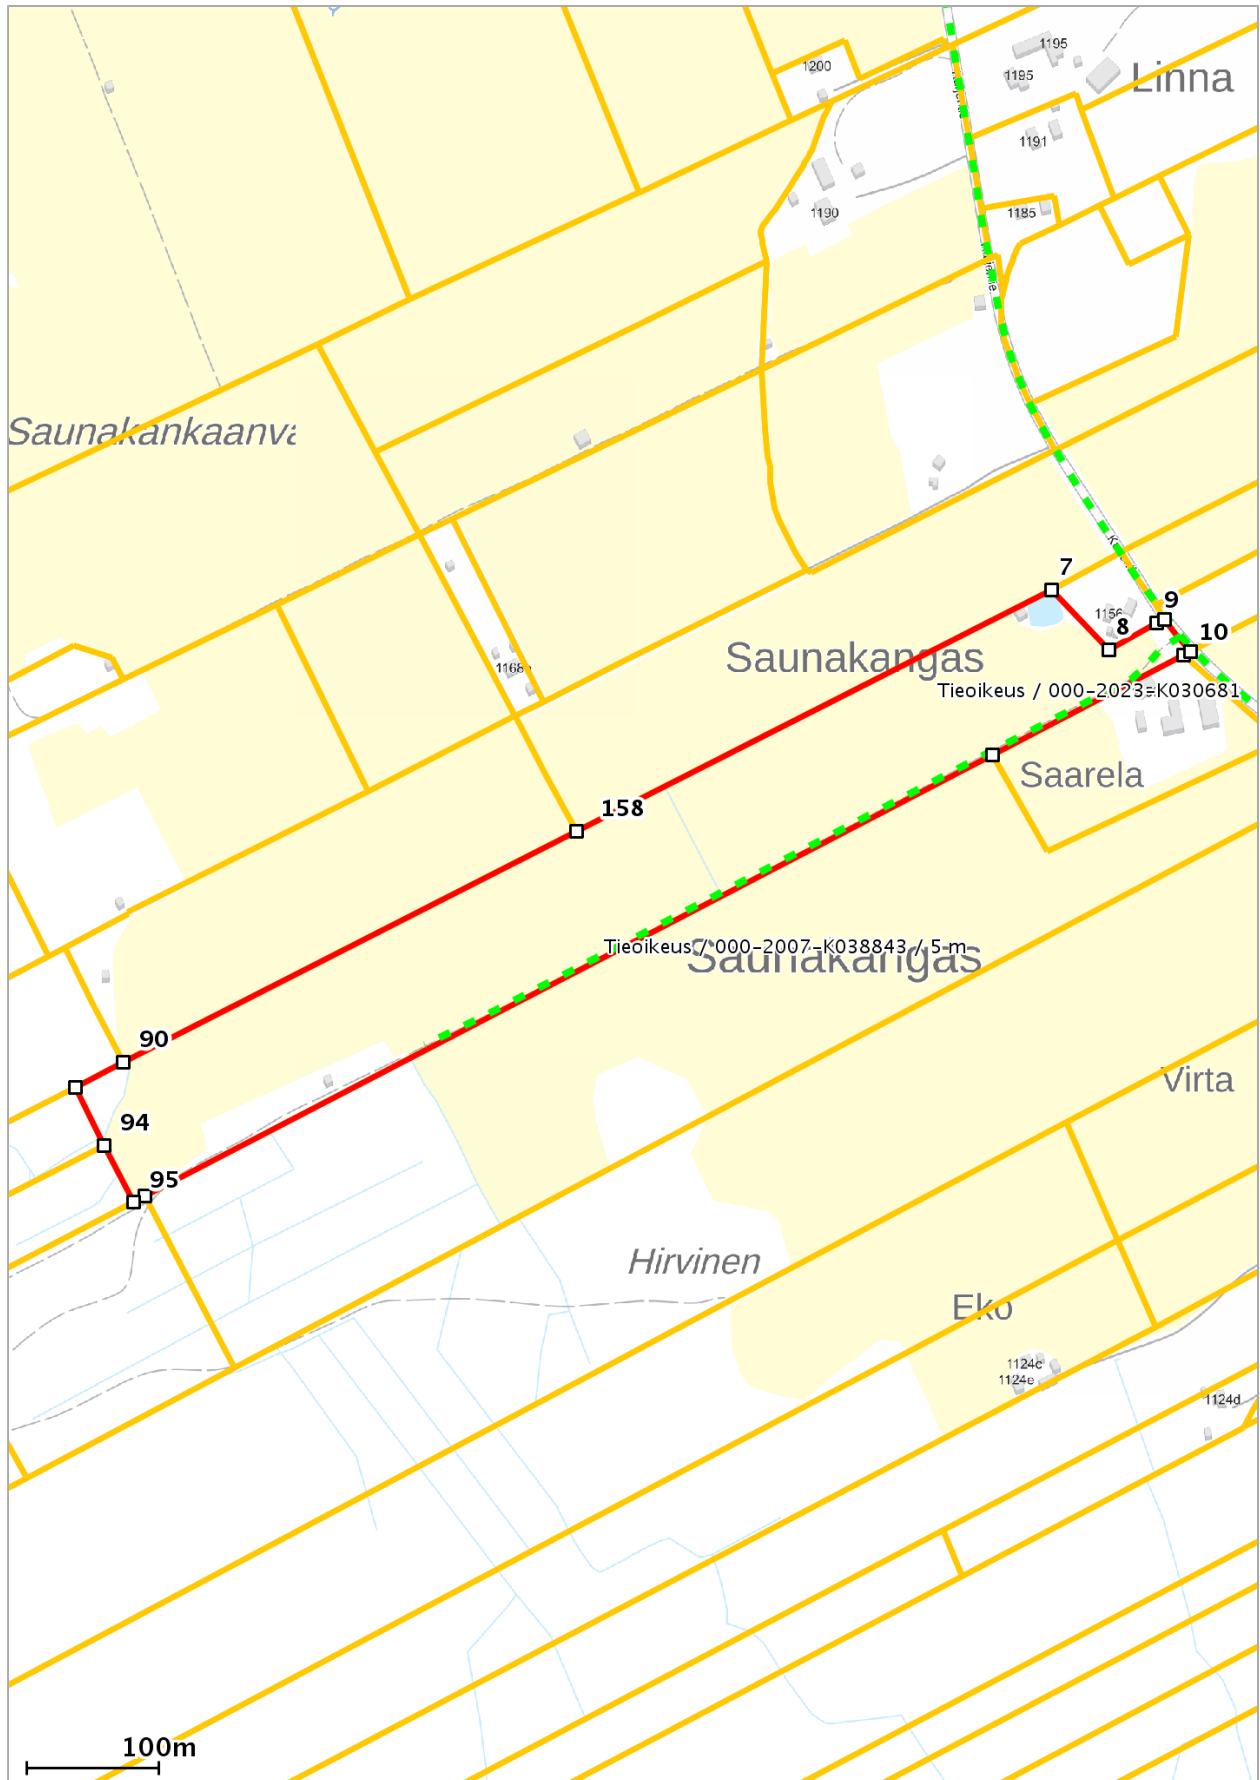 1200
1195
1195
Linna
1191
1190
1185
Saunakankaanva
7
1156
9
8
10
Saunakangas
1168
Tieoikeus / 000-2023-K030681
Saarela
158
Tieoikeus / 000-2007-K038843 / 5 m
Saunakangas
90
Virta
94
95
Hirvinen
Eko
1124c
1124e
1124d
100m